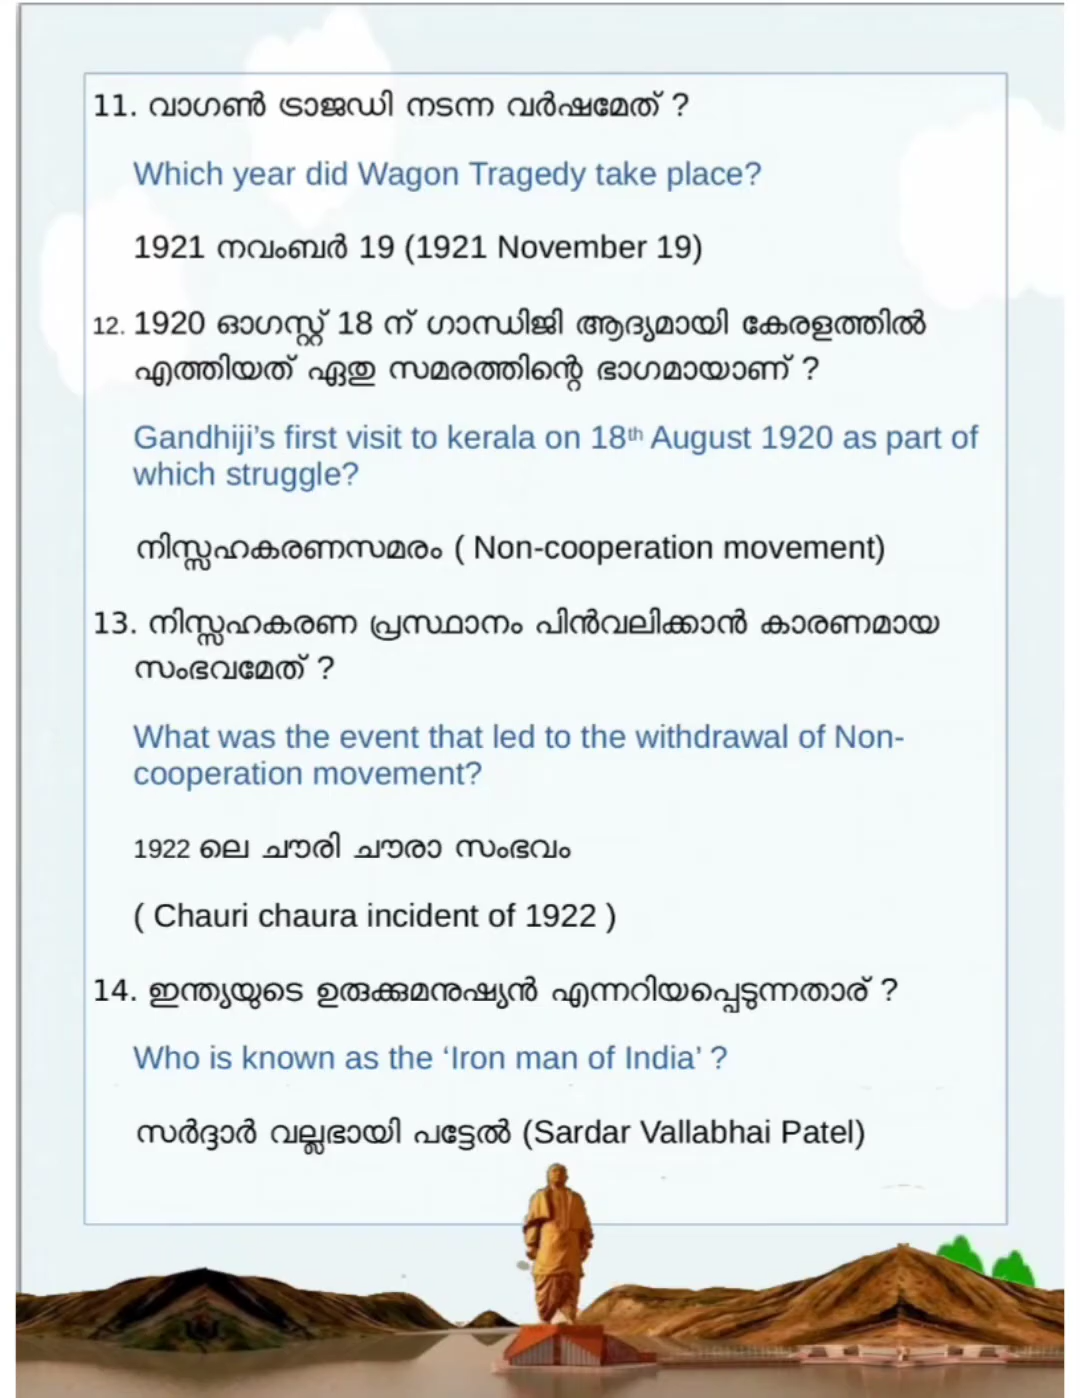 11. വാഗൺ ട്രാജഡി നടന്ന വർഷമേത് ?
Which year did Wagon Tragedy take place?
1921 നവംബർ 19 (1921 November 19)
12. 1920 ഓഗസ്റ്റ് 18 ന് ഗാന്ധിജി ആദ്യമായി കേരളത്തിൽ
എത്തിയത് ഏതു സമരത്തിന്റെ ഭാഗമായാണ് ?
Gandhiji’s first visit to kerala on 18th August 1920 as part of
which struggle?
നിസ്സഹകരണസമരം ( Non-cooperation movement)
13. നിസ്സഹകരണ പ്രസ്ഥാനം പിൻവലിക്കാൻ കാരണമായ
സംഭവമേത് ?
What was the event that led to the withdrawal of Non-
cooperation movement?
1922 ലെ ചൗരി ചൗരാ സംഭവം
( Chauri chaura incident of 1922 )
14. ഇന്ത്യയുടെ ഉരുക്കുമനുഷ്യൻ എന്നറിയപ്പെടുന്നതാര് ?
Who is known as the ‘Iron man of India’ ?
സർദ്ദാർ വല്ലഭായി പട്ടേൽ (Sardar Vallabhai Patel)